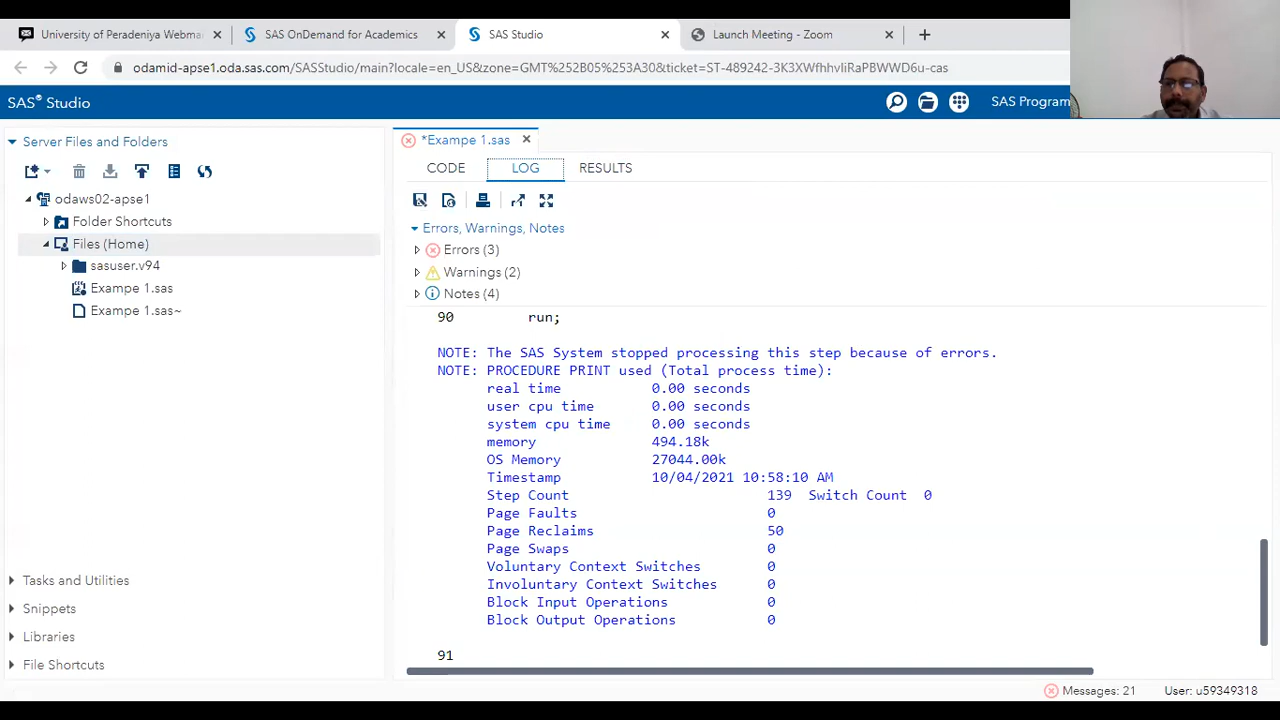 University of Peradeniya Webma
SAS OnDemand for Academics
SAS Studio
Launch Meeting - Zoom
odamid-apse1.oda.sas.com/SASStudio/main?locale=en_US&zone=GMT%252B05%253A30&ticket=ST-489242-3K3XWfhhvIiRaPBWWD6u-cas
SAS® Studio
SAS Program
Server Files and Folders
*Exampe 1.sas
CODE LOG RESULTS
odaws02-apse1
Folder Shortcuts
Files (Home)
sasuser.v94
Exampe 1.sas
Exampe 1.sas~
Errors, Warnings, Notes
Errors (3)
Warnings (2)
Notes (4)
90 run;
NOTE: The SAS System stopped processing this step because of errors.
NOTE: PROCEDURE PRINT used (Total process time):
real time 0.00 seconds
user cpu time 0.00 seconds
system cpu time 0.00 seconds
memory 494.18k
OS Memory 27044.00k
Timestamp 10/04/2021 10:58:10 AM
Step Count 139 Switch Count 0
Page Faults 0
Page Reclaims 50
Page Swaps 0
Voluntary Context Switches 0
Involuntary Context Switches 0
Block Input Operations 0
Block Output Operations 0
91
Tasks and Utilities
Snippets
Libraries
File Shortcuts
Messages: 21 User: u59349318